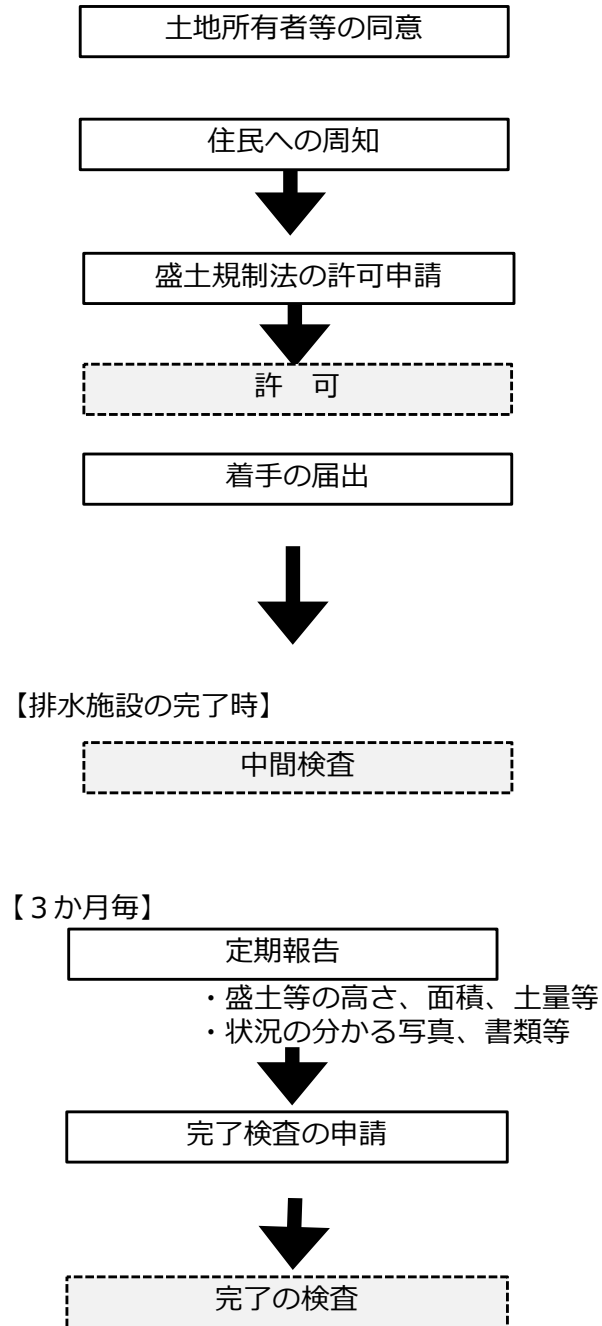 土地所有者等の同意
住民への周知
盛土規制法の許可申請
許　可
着手の届出
【排水施設の完了時】
中間検査
【３か月毎】
定期報告
・盛土等の高さ、面積、土量等
・状況の分かる写真、書類等
完了検査の申請
完了の検査